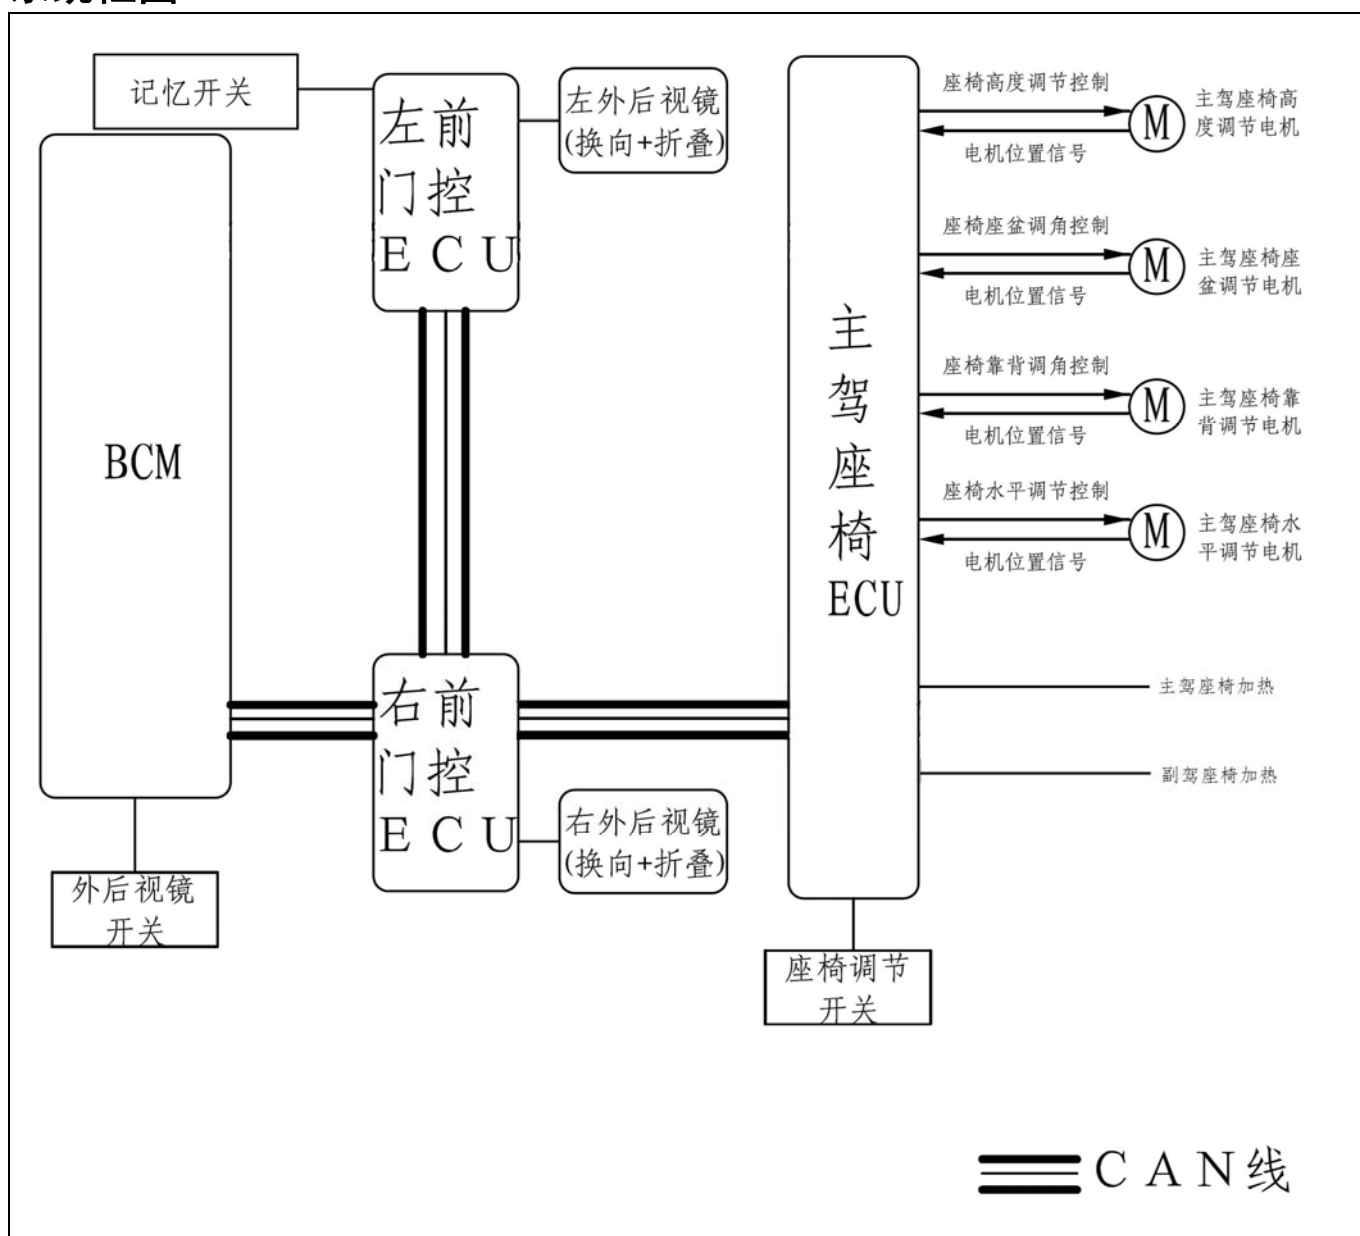 系统框图
记忆开关
左前
门控
ECU
左外后视镜
(换向+折叠)
BCM
右前
门控
ECU
右外后视镜
(换向+折叠)
外后视镜
开关
主
驾
座
椅
ECU
座椅调节
开关
座椅高度调节控制
电机位置信号
M
主驾座椅高
度调节电机
座椅座盆调角控制
电机位置信号
M
主驾座椅座
盆调节电机
座椅靠背调角控制
电机位置信号
M
主驾座椅靠
背调节电机
座椅水平调节控制
电机位置信号
M
主驾座椅水
平调节电机
主驾座椅加热
副驾座椅加热
CAN线